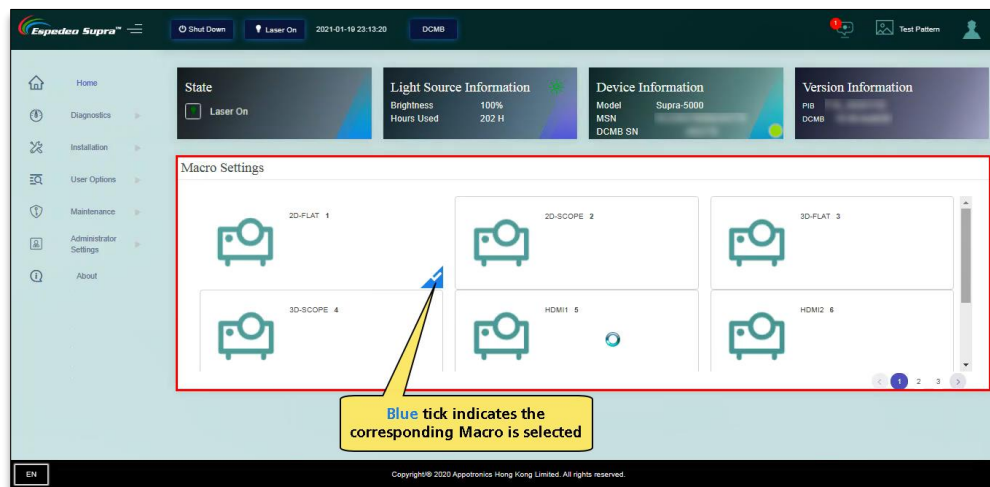 Espedeo Supra™
Shut Down
Laser On
2021-01-19 23:13:20
DCMB
1
Test Pattern
Home
Diagnostics
Installation
User Options
Maintenance
Administrator
Settings
About
State
Laser On
Light Source Information
Brightness 100%
Hours Used 202 H
Device Information
Model Supra-5000
MSN
DCMB SN
Version Information
PIB
DCMB
Macro Settings
2D-FLAT 1
2D-SCOPE 2
3D-FLAT 3
3D-SCOPE 4
HDMI1 5
HDMI2 6
< 1 2 3 >
Blue tick indicates the
corresponding Macro is selected
EN
Copyright® 2020 Appotronics Hong Kong Limited. All rights reserved.